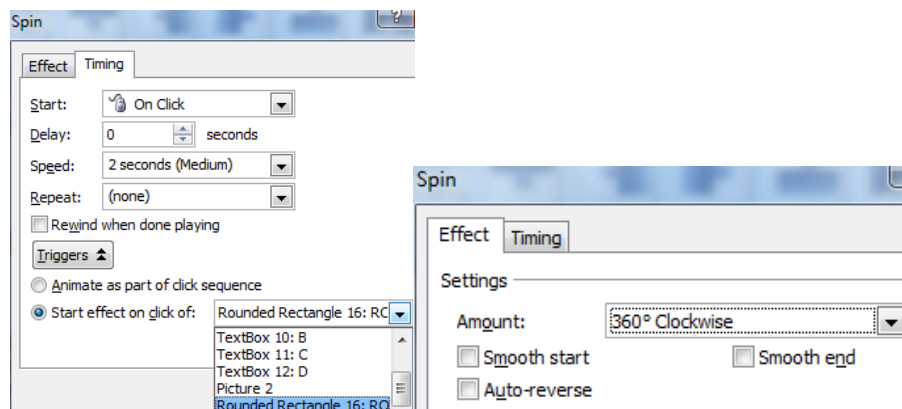 Spin
?
Effect Timing
Start: On Click
Delay: 0 seconds
Speed: 2 seconds (Medium)
Repeat: (none)
Rewind when done playing
Triggers
Animate as part of click sequence
Start effect on click of: Rounded Rectangle 16: RC
TextBox 10: B
TextBox 11: C
TextBox 12: D
Picture 2
Rounded Rectangle 16: RO
Spin
Effect Timing
Settings
Amount: 360° Clockwise
Smooth start Smooth end
Auto-reverse